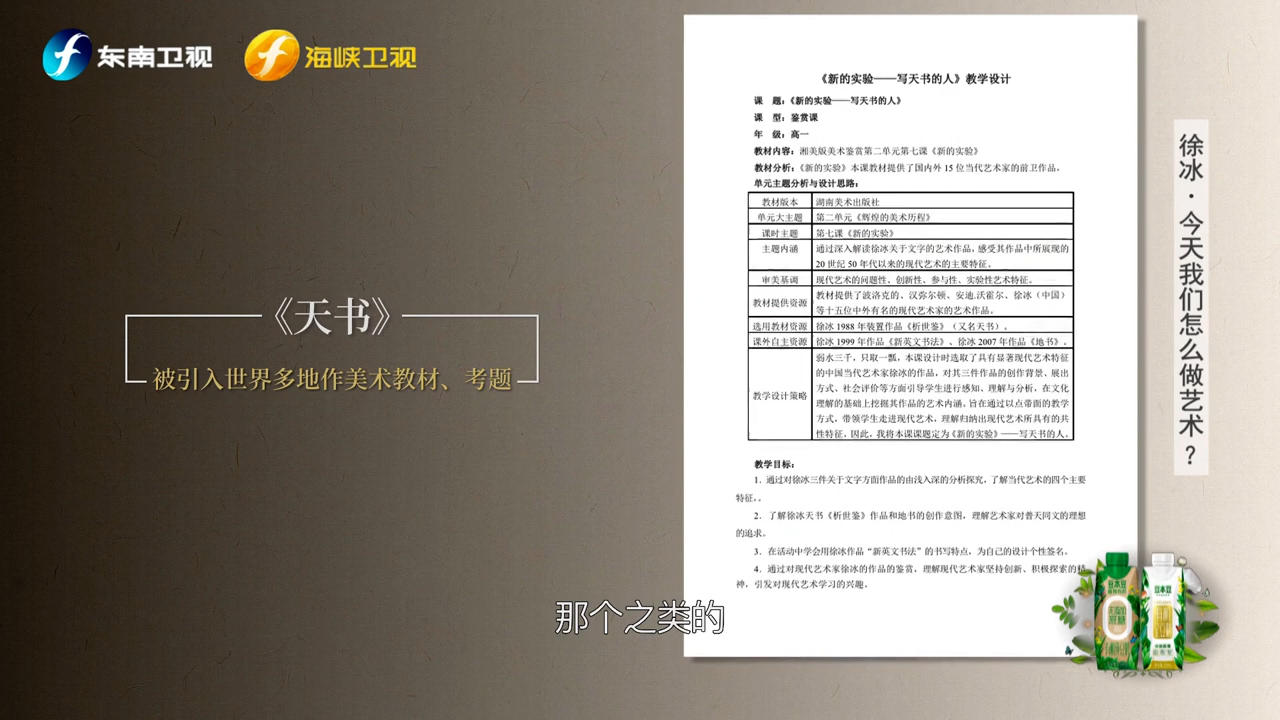 东南卫视
海峡卫视
《天书》
被引入世界多地作美术教材、考题
《新的实验——写天书的人》教学设计
课 题：《新的实验——写天书的人》
课 型：鉴赏课
年 级：高一
教材内容：湘美版美术鉴赏第二单元第七课《新的实验》
教材分析：《新的实验》本课教材提供了国内外 15 位当代艺术家的前卫作品。
单元主题分析与设计思路：
教材版本 湖南美术出版社
单元大主题 第二单元《辉煌的美术历程》
课时主题 第七课《新的实验》
主题内涵 通过深入解读徐冰关于文字的艺术作品，感受其作品中所展现的
20 世纪 50 年代以来的现代艺术的主要特征。
审美基调 现代艺术的问题性、创新性、参与性、实验性艺术特征。
教材提供资源 教材提供了波洛克的、汉弥尔顿、安迪.沃霍尔、徐冰（中国）
等十五位中外有名的现代艺术家的艺术作品。
选用教材资源 徐冰 1988 年装置作品《析世鉴》（又名天书）。
课外自主资源 徐冰 1999 年作品《新英文书法》、徐冰 2007 年作品《地书》。
教学设计策略 弱水三千，只取一瓢，本课设计时选取了具有显著现代艺术特征
的中国当代艺术家徐冰的作品，对其三件作品的创作背景、展出
方式、社会评价等方面引导学生进行感知、理解与分析，在文化
理解的基础上挖掘其作品的艺术内涵。旨在通过以点带面的教学
方式，带领学生走进现代艺术，理解归纳出现代艺术所具有的共
性特征，因此，我将本课课题定为《新的实验》——写天书的人。
教学目标：
1．通过对徐冰三件关于文字方面作品的由浅入深的分析探究，了解当代艺术的四个主要
特征。。
2．了解徐冰天书《析世鉴》作品和地书的创作意图，理解艺术家对普天同文的理想
的追求。
3．在活动中学会用徐冰作品“新英文书法”的书写特点，为自己的设计个性签名。
4．通过对现代艺术家徐冰的作品的鉴赏，理解现代艺术家坚持创新、积极探索的精
神，引发对现代艺术学习的兴趣。
徐冰·今天我们怎么做艺术？
那个之类的
豆本豆
豆本豆